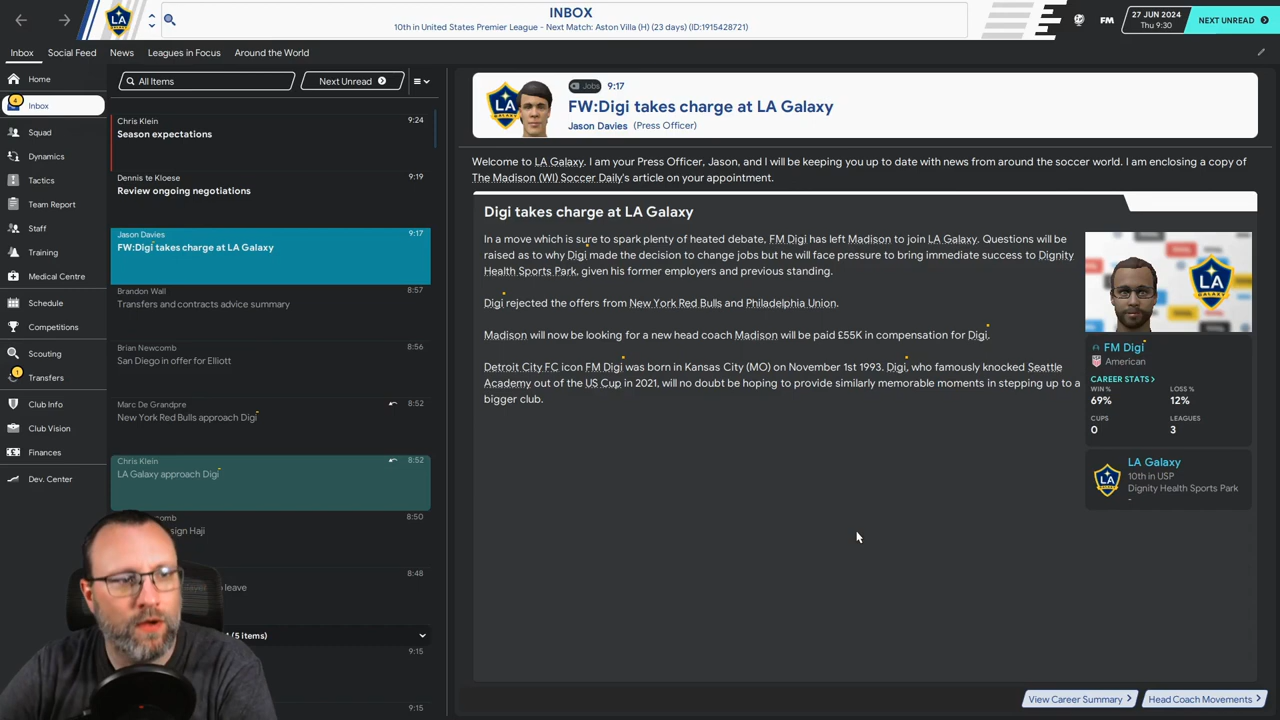 INBOX
10th in United States Premier League - Next Match: Aston Villa (H) (23 days) (ID:1915428721)
FM
27 JUN 2024
Thu 9:30
NEXT UNREAD
Inbox
Social Feed
News
Leagues in Focus
Around the World
Home
4
Inbox
Squad
Dynamics
Tactics
Team Report
Staff
Training
Medical Centre
Schedule
Competitions
Scouting
1
Transfers
Club Info
Club Vision
Finances
Dev. Center
All Items
Next Unread
Chris Klein
9:24
Season expectations
Dennis te Kloese
9:19
Review ongoing negotiations
Jason Davies
9:17
FW:Digi takes charge at LA Galaxy
Brandon Wall
8:57
Transfers and contracts advice summary
Brian Newcomb
8:56
San Diego in offer for Elliott
Marc De Grandpre
8:52
New York Red Bulls approach Digi
Chris Klein
8:52
LA Galaxy approach Digi
comb
8:50
sign Haji
8:48
leave
(5 items)
9:15
9:15
Jobs
9:17
FW:Digi takes charge at LA Galaxy
Jason Davies (Press Officer)
Welcome to LA Galaxy. I am your Press Officer, Jason, and I will be keeping you up to date with news from around the soccer world. I am enclosing a copy of
The Madison (WI) Soccer Daily's article on your appointment.
Digi takes charge at LA Galaxy
In a move which is sure to spark plenty of heated debate, FM Digi has left Madison to join LA Galaxy. Questions will be
raised as to why Digi made the decision to change jobs but he will face pressure to bring immediate success to Dignity
Health Sports Park, given his former employers and previous standing.
Digi rejected the offers from New York Red Bulls and Philadelphia Union.
Madison will now be looking for a new head coach Madison will be paid £55K in compensation for Digi.
Detroit City FC icon FM Digi was born in Kansas City (MO) on November 1st 1993. Digi, who famously knocked Seattle
Academy out of the US Cup in 2021, will no doubt be hoping to provide similarly memorable moments in stepping up to a
bigger club.
FM Digi
American
CAREER STATS
WIN %
LOSS %
69%
12%
CUPS
LEAGUES
0
3
LA Galaxy
10th in USP
Dignity Health Sports Park
-
View Career Summary
Head Coach Movements